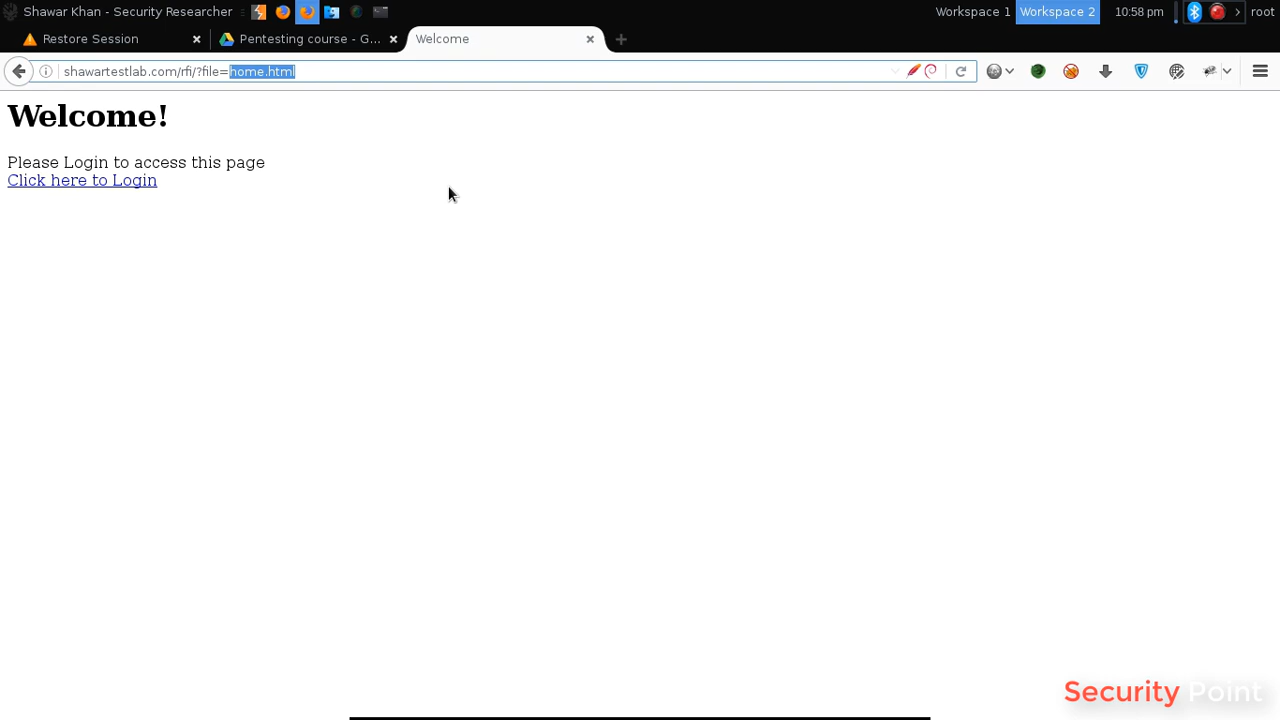 Shawar Khan - Security Researcher
Workspace 1 Workspace 2 10:58 pm root
Restore Session Pentesting course - G... Welcome
shawartestlab.com/rfi/?file=home.html
Welcome!
Please Login to access this page
Click here to Login
Security Point